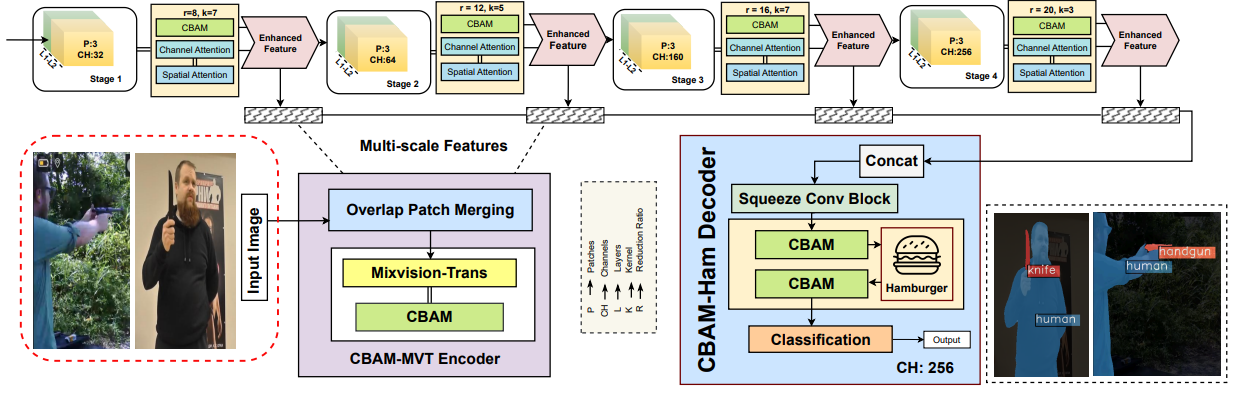 r=8, k=7
CBAM
Channel Attention
Spatial Attention
P:3
CH:32
L1-L2
Stage 1
Enhanced
Feature
r = 12, k=5
CBAM
Channel Attention
Spatial Attention
P:3
CH:64
L1-L2
Stage 2
Enhanced
Feature
r = 16, k=7
CBAM
Channel Attention
Spatial Attention
P:3
CH:160
L1-L2
Stage 3
Enhanced
Feature
r = 20, k=3
CBAM
Channel Attention
Spatial Attention
P:3
CH:256
L1-L2
Stage 4
Enhanced
Feature
Multi-scale Features
Input Image
Overlap Patch Merging
Mixvision-Trans
CBAM
CBAM-MVT Encoder
P Patches
CH Channels
L Layers
K Kernel
R Reduction Ratio
CBAM-Ham Decoder
Concat
Squeeze Conv Block
CBAM
CBAM
Hamburger
Classification
Output
CH: 256
knife
human
handgun
human